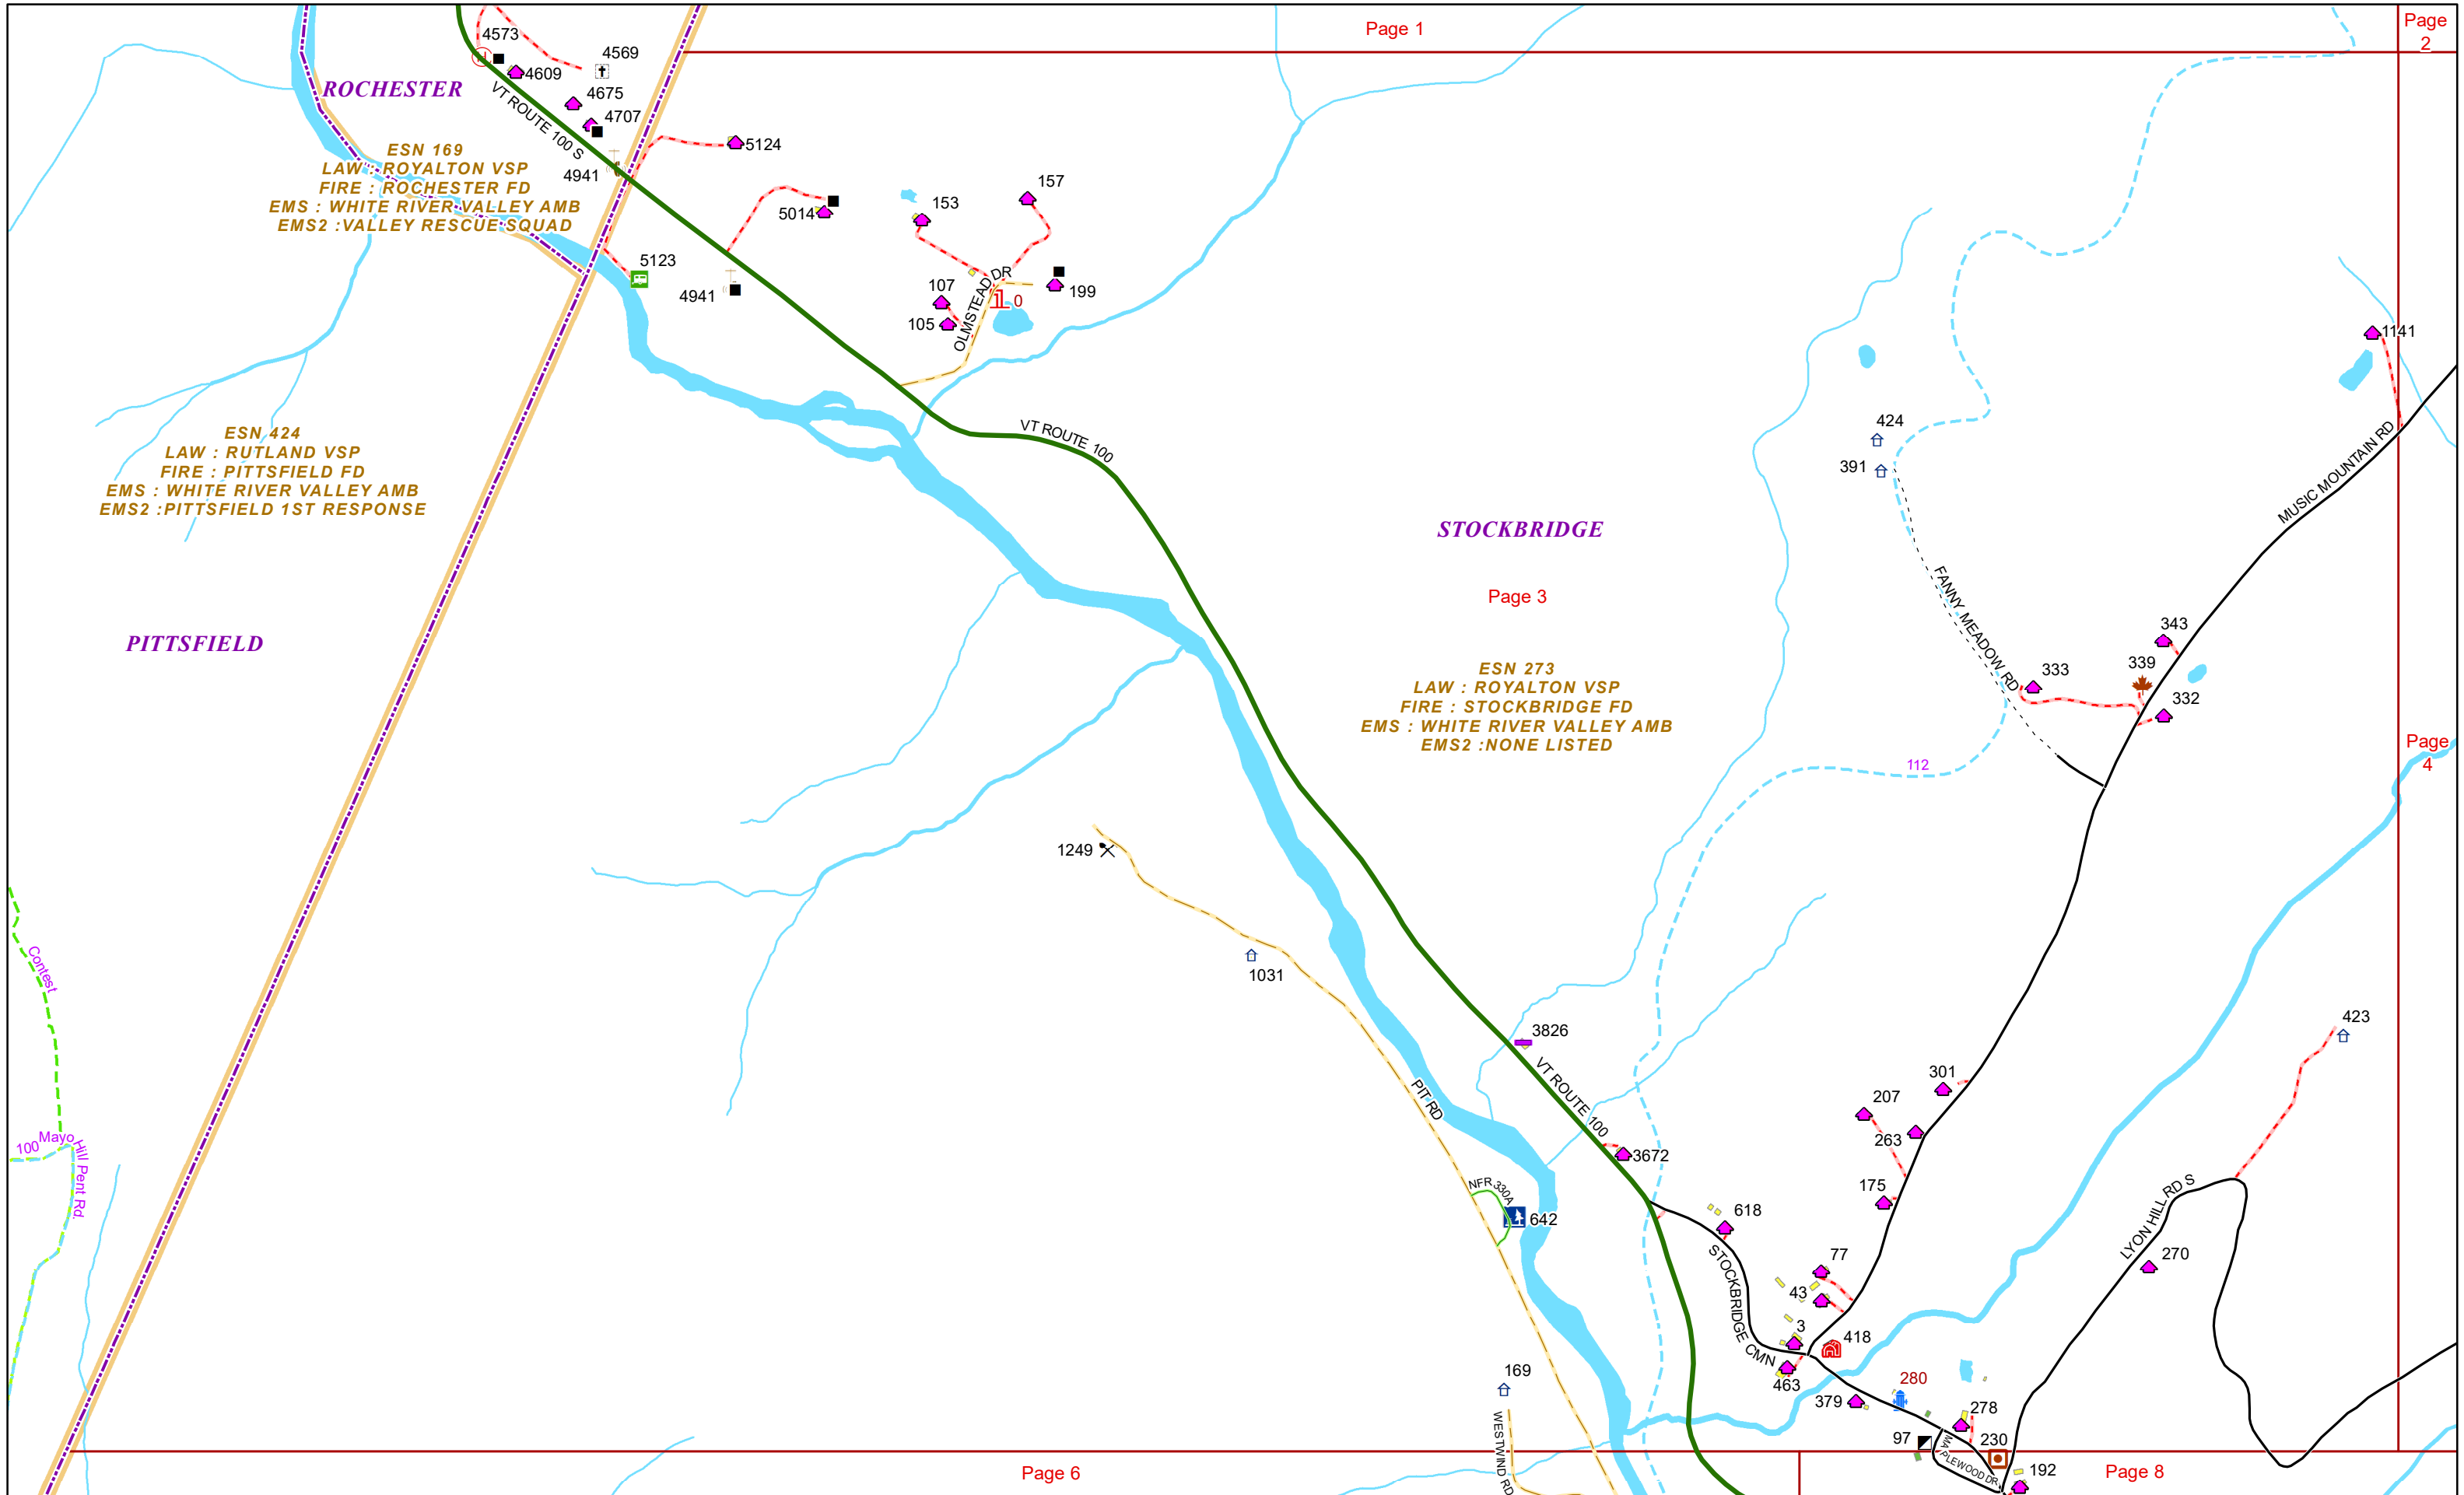 Page 1
Page
2
4573
4569
4609
ROCHESTER
4675
4707
VT ROUTE 100 S
5124
ESN 169
LAW : ROYALTON VSP
FIRE : ROCHESTER FD
EMS : WHITE RIVER VALLEY AMB
EMS2 :VALLEY RESCUE SQUAD
4941
157
153
5014
5123
4941
OLMSTEAD DR
107
199
0
105
1141
424
391
VT ROUTE 100
MUSIC MOUNTAIN RD
ESN 424
LAW : RUTLAND VSP
FIRE : PITTSFIELD FD
EMS : WHITE RIVER VALLEY AMB
EMS2 :PITTSFIELD 1ST RESPONSE
STOCKBRIDGE
Page 3
FANNY MEADOW RD
PITTSFIELD
343
339
333
332
ESN 273
LAW : ROYALTON VSP
FIRE : STOCKBRIDGE FD
EMS : WHITE RIVER VALLEY AMB
EMS2 :NONE LISTED
Page
4
112
1249
1031
Contest
3826
423
VT ROUTE 100
PIT RD
301
207
263
100
Mayo Hill Pent Rd.
3672
175
NFR 330A
642
618
LYON HILL RD S
270
STOCKBRIDGE CMN
77
43
3
418
463
379
280
278
169
97
230
WESTWIND RD
MAPLEWOOD DR
192
Page 6
Page 8